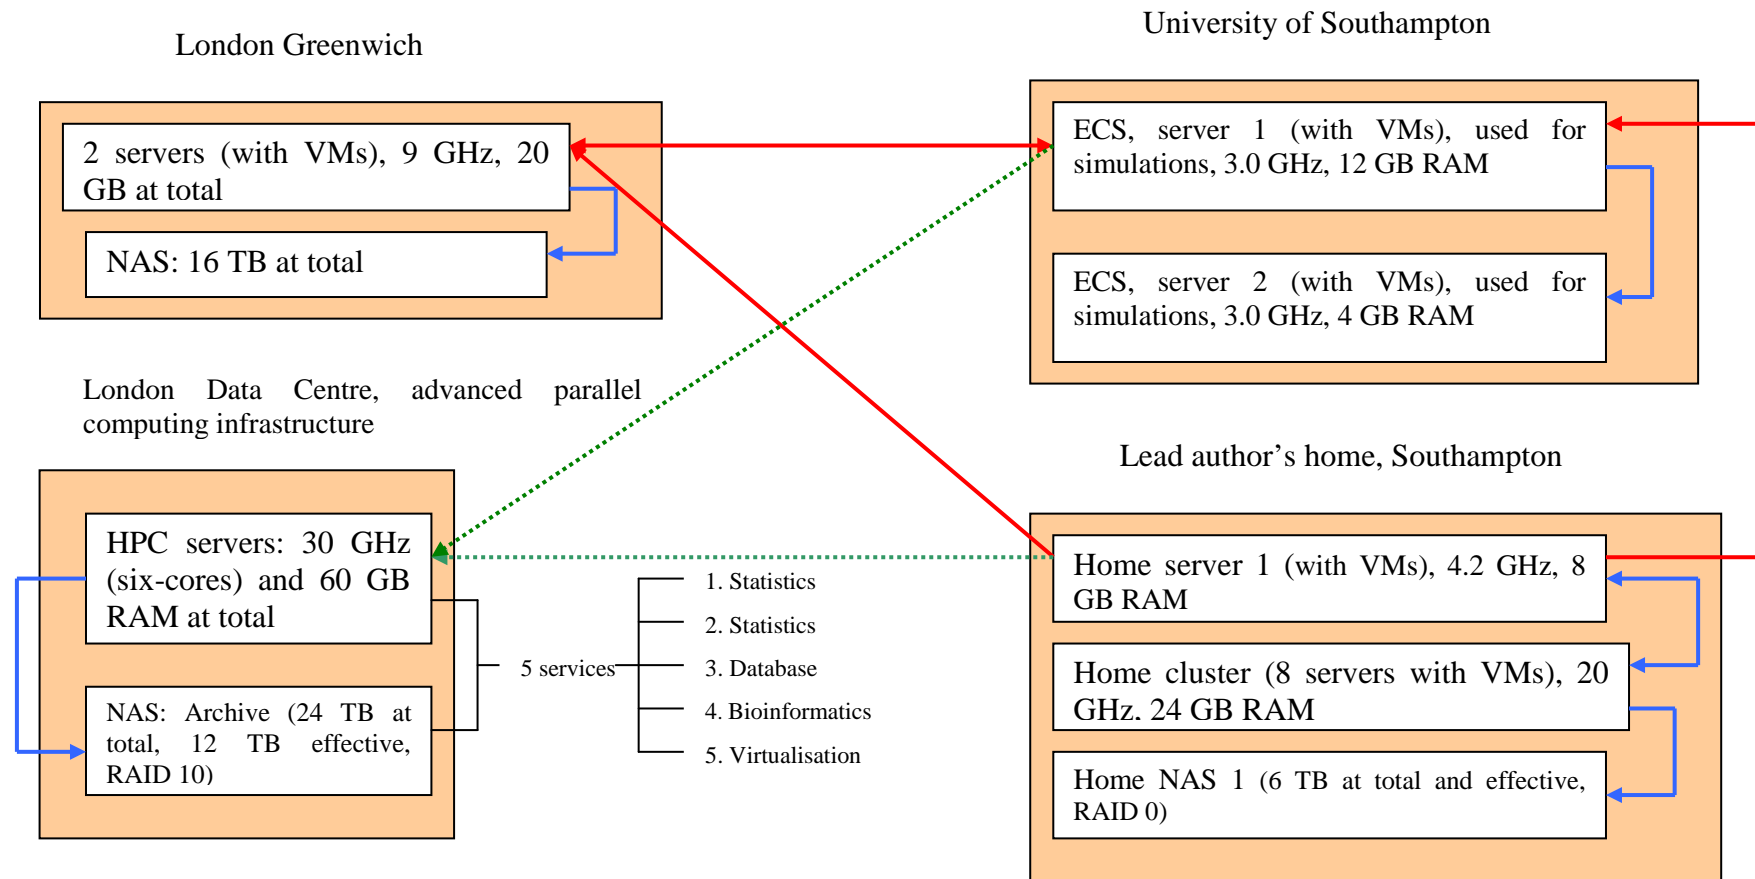 London Greenwich
2 servers (with VMs), 9 GHz, 20
GB at total
NAS: 16 TB at total
University of Southampton
ECS, server 1 (with VMs), used for
simulations, 3.0 GHz, 12 GB RAM
ECS, server 2 (with VMs), used for
simulations, 3.0 GHz, 4 GB RAM
London Data Centre, advanced parallel
computing infrastructure
HPC servers: 30 GHz
(six-cores) and 60 GB
RAM at total
NAS: Archive (24 TB at
total, 12 TB effective,
RAID 10)
5 services
1. Statistics
2. Statistics
3. Database
4. Bioinformatics
5. Virtualisation
Lead author’s home, Southampton
Home server 1 (with VMs), 4.2 GHz, 8
GB RAM
Home cluster (8 servers with VMs), 20
GHz, 24 GB RAM
Home NAS 1 (6 TB at total and effective,
RAID 0)